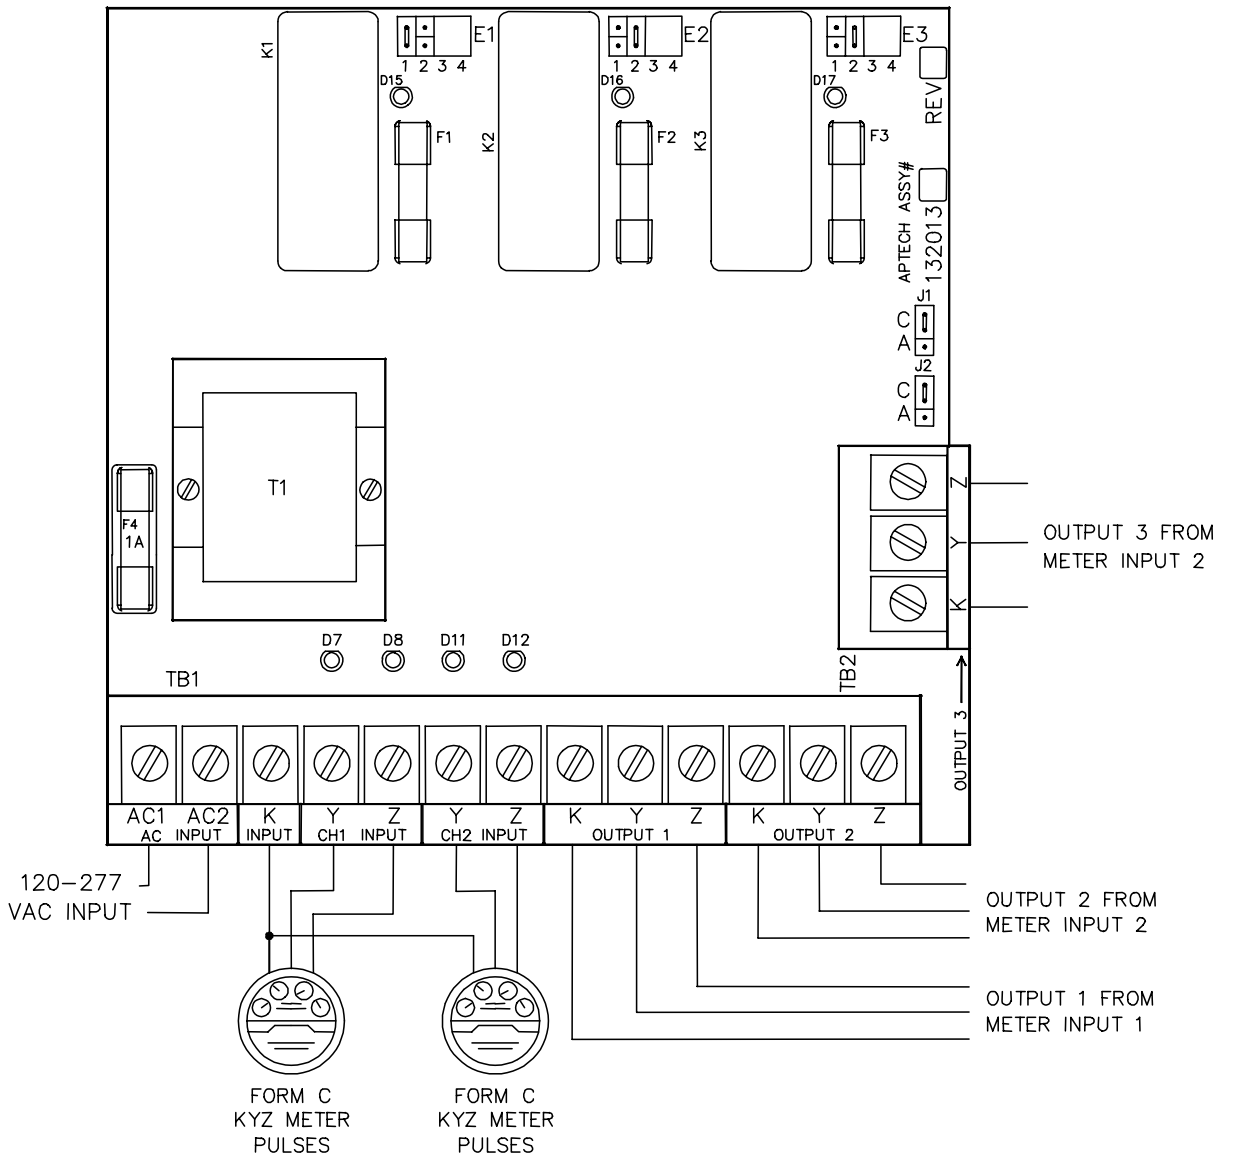 K1
E1
1 2 3 4
D15
F1
K2
E2
1 2 3 4
D16
F2
K3
E3
1 2 3 4
D17
F3
REV
APTECH ASSY#
132013
J1
C
A
J2
C
A
T1
F4
1A
Z
Y
K
OUTPUT 3 FROM
METER INPUT 2
D7 D8 D11 D12
TB1
TB2
OUTPUT 3
AC1 AC2 K Y Z Y Z K Y Z K Y Z
AC INPUT INPUT CH1 INPUT CH2 INPUT OUTPUT 1 OUTPUT 2
120-277
VAC INPUT
OUTPUT 2 FROM
METER INPUT 2
OUTPUT 1 FROM
METER INPUT 1
FORM C
KYZ METER
PULSES
FORM C
KYZ METER
PULSES